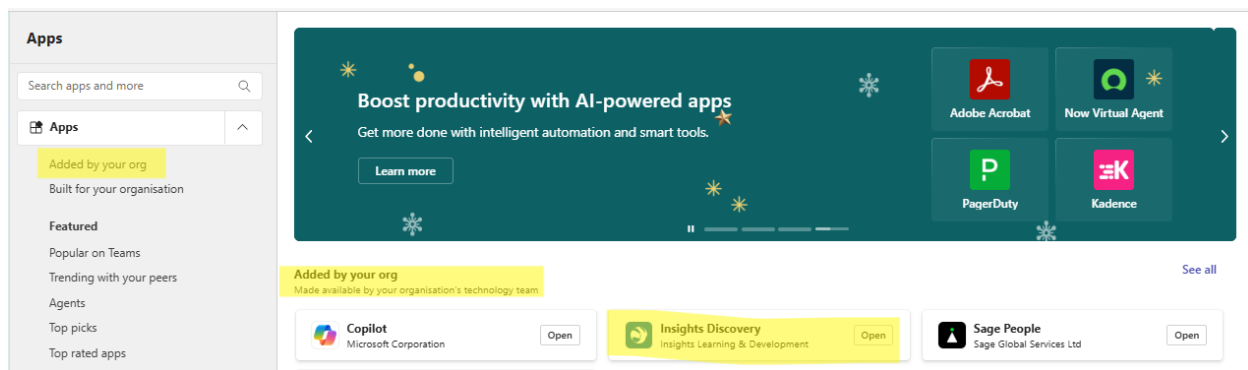 Apps
Search apps and more
Apps
Added by your org
Built for your organisation
Featured
Popular on Teams
Trending with your peers
Agents
Top picks
Top rated apps
Boost productivity with AI-powered apps
Get more done with intelligent automation and smart tools.
Learn more
Adobe Acrobat
Now Virtual Agent
PagerDuty
Kadence
Added by your org
See all
Made available by your organisation's technology team
Copilot
Microsoft Corporation
Open
Insights Discovery
Insights Learning & Development
Open
Sage People
Sage Global Services Ltd
Open